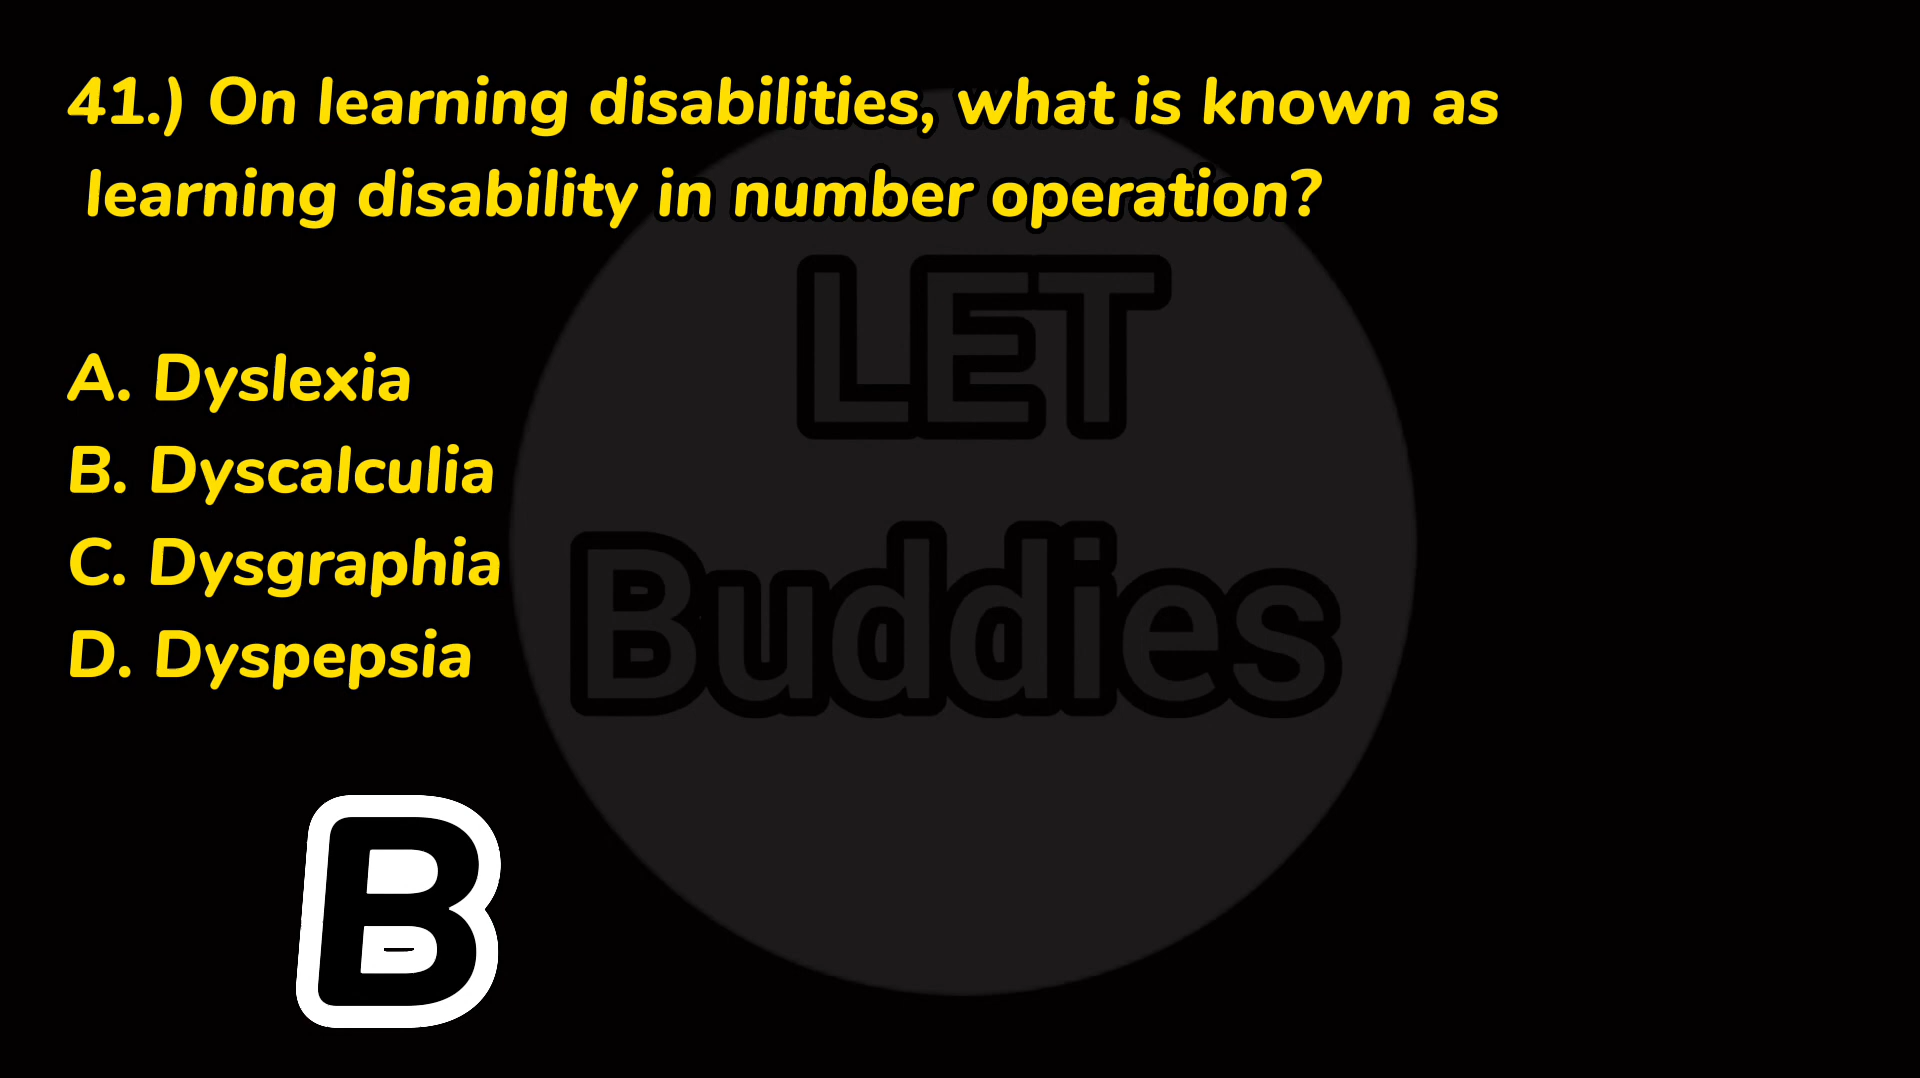 41.) On learning disabilities, what is known as
learning disability in number operation?
A. Dyslexia
B. Dyscalculia
C. Dysgraphia
D. Dyspepsia
LET
Buddies
B